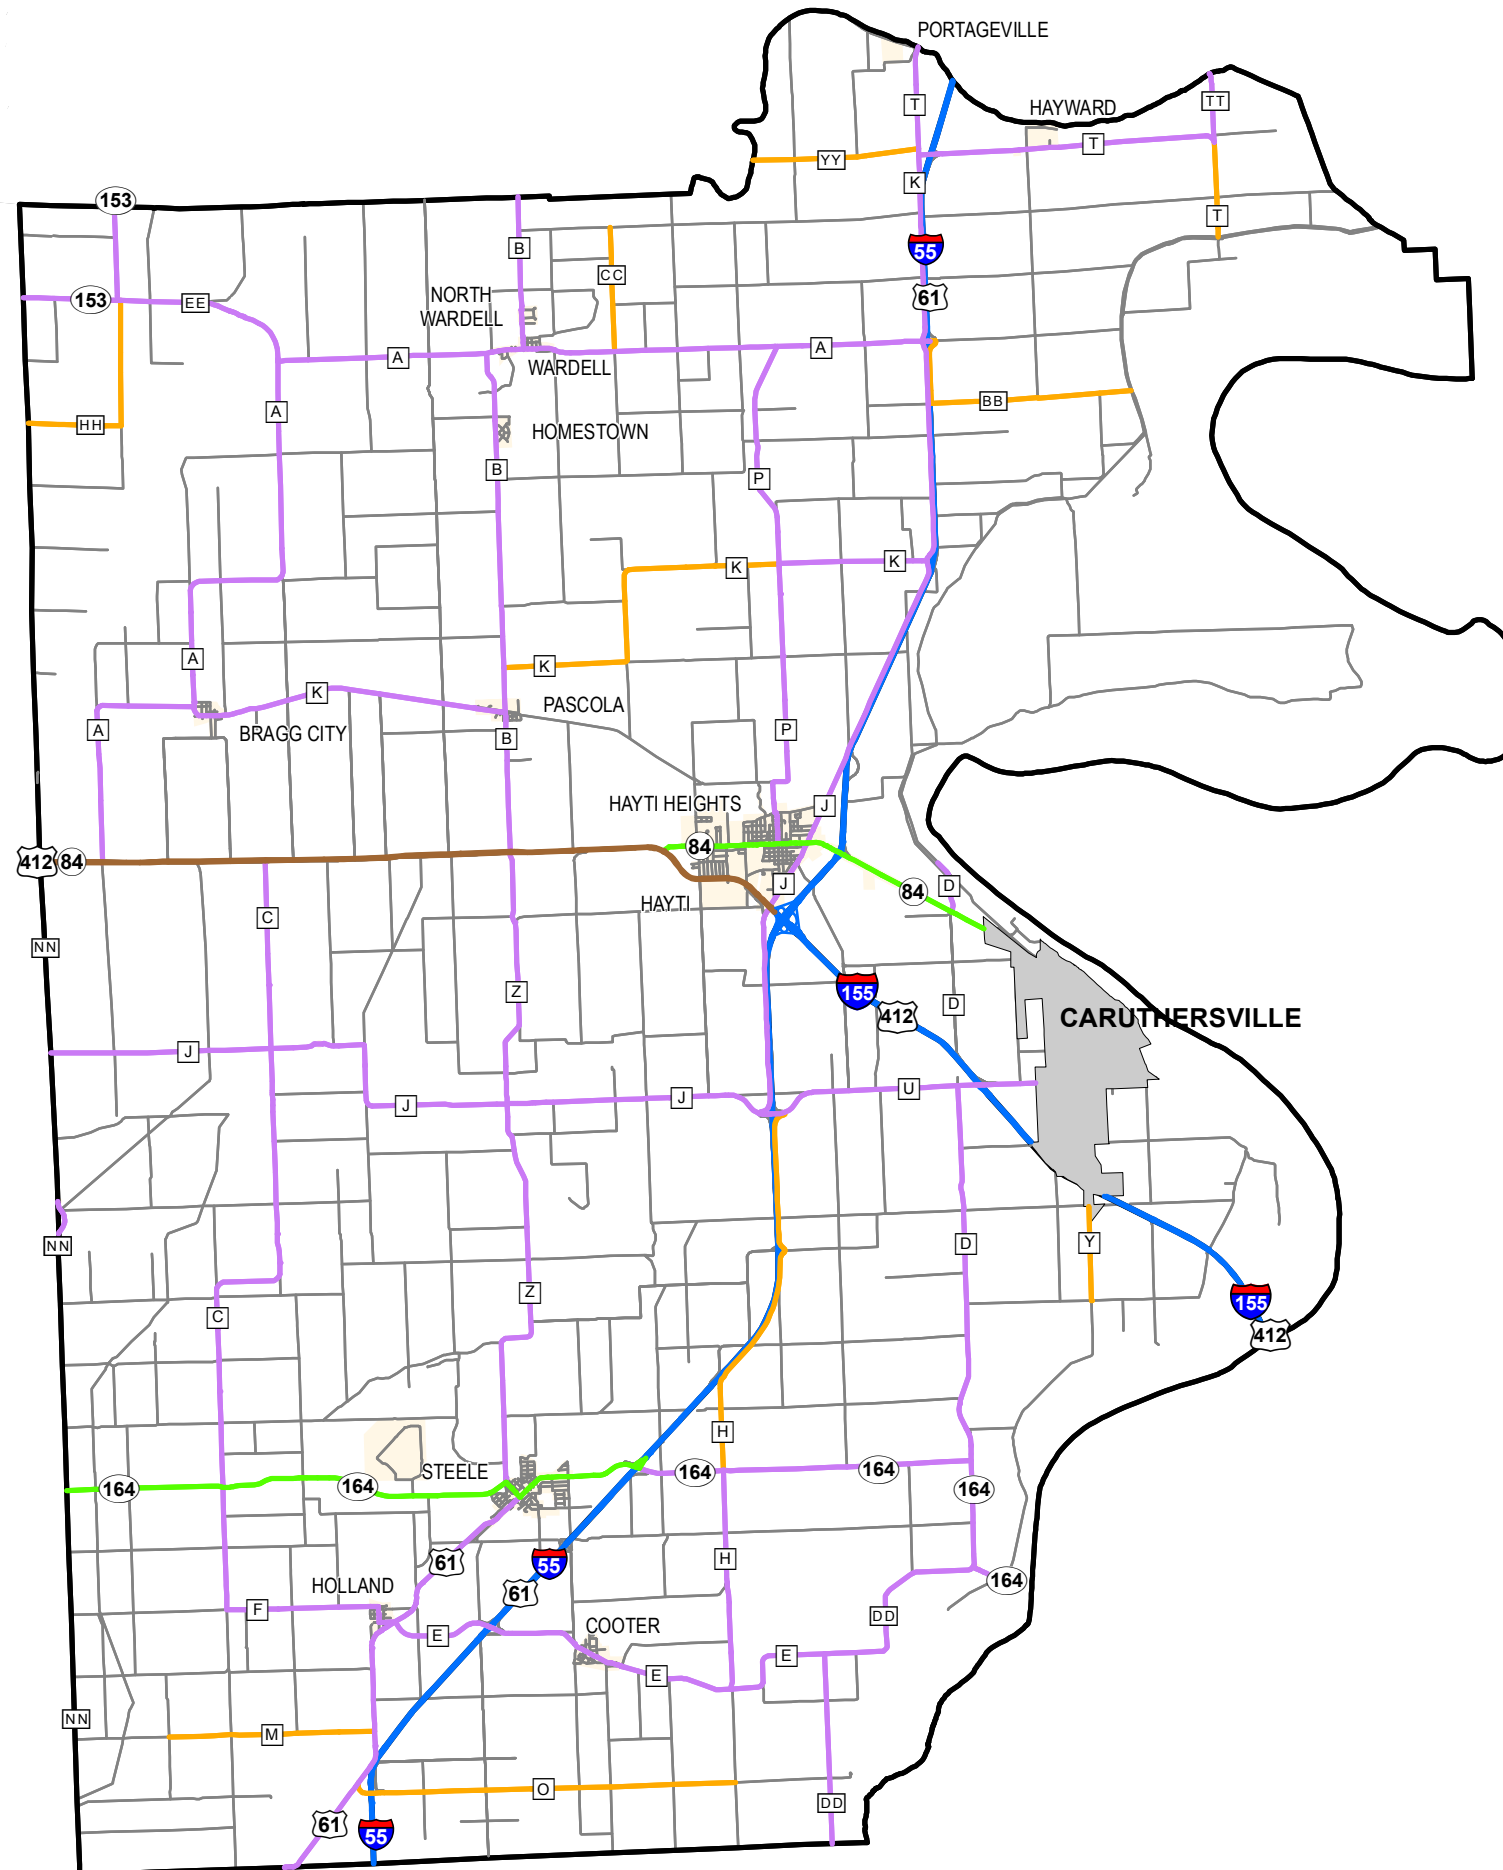 PORTAGEVILLE
T
HAYWARD
TT
T
YY
K
153
T
B
55
CC
153
EE
NORTH
WARDELL
61
A
A
WARDELL
BB
A
HH
HOMESTOWN
B
P
K
K
A
K
K
PASCOLA
A
BRAGG CITY
B
P
HAYTI HEIGHTS
J
84
412
84
J
D
84
HAYTI
C
NN
Z
155
D
412
CARUTHERSVILLE
J
U
J
J
NN
D
Y
Z
155
C
412
H
STEELE
164
164
164
164
164
61
55
H
164
HOLLAND
61
F
DD
COOTER
E
E
E
NN
M
O
DD
61
55